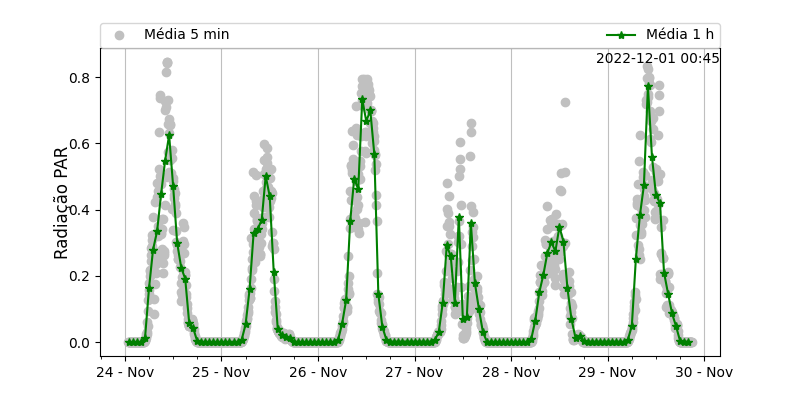 Média 5 min
Média 1 h
2022-12-01 00:45
Radiação PAR
0.8
0.6
0.4
0.2
0.0
24 - Nov
25 - Nov
26 - Nov
27 - Nov
28 - Nov
29 - Nov
30 - Nov